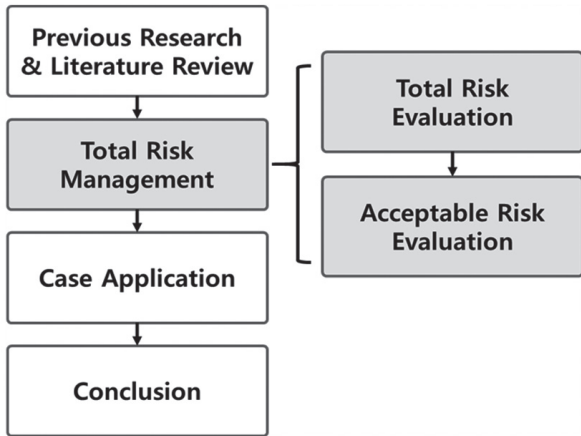 Previous Research
& Literature Review
Total Risk
Management
Case Application
Conclusion
Total Risk
Evaluation
Acceptable Risk
Evaluation